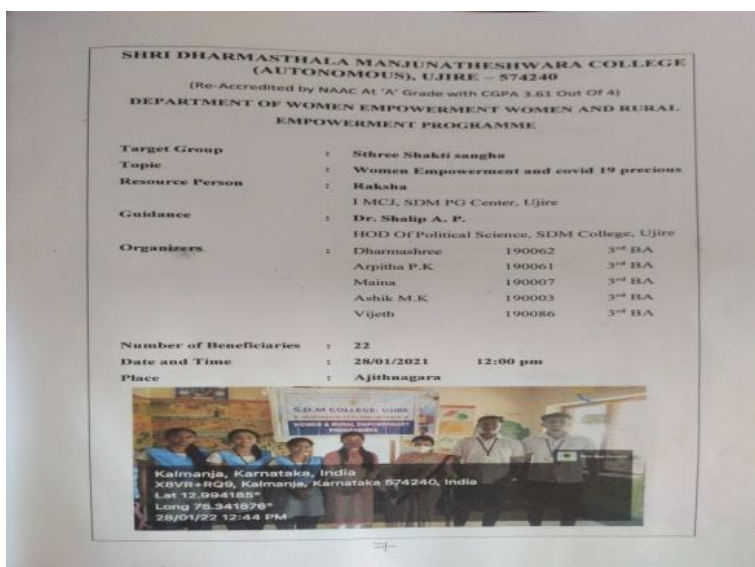 SHRI DHARMASTHALA MANJUNATHESHWARA COLLEGE
(AUTONOMOUS), UJIRE – 574240
(Re-Accredited by NAAC At 'A' Grade with CGPA 3.61 Out Of 4)
DEPARTMENT OF WOMEN EMPOWERMENT WOMEN AND RURAL
EMPOWERMENT PROGRAMME
Target Group : Sthree Shakti sangha
Topic : Women Empowerment and covid 19 precious
Resource Person : Raksha
I MCJ, SDM PG Center, Ujire
Guidance : Dr. Shalip A. P.
HOD Of Political Science, SDM College, Ujire
Organizers : Dharmashree 190062 3rd BA
Arpitha P.K 190061 3rd BA
Maina 190007 3rd BA
Ashik M.K 190003 3rd BA
Vijeth 190086 3rd BA
Number of Beneficiaries : 22
Date and Time : 28/01/2021 12:00 pm
Place : Ajithnagara
S.D.M COLLEGE, UJIRE
WOMEN & RURAL EMPOWERMENT
PROGRAMME
Kalmanja, Karnataka, India
X8VR+RQ9, Kalmanja, Karnataka 574240, India
Lat 12.994185°
Long 75.341876°
28/01/22 12:44 PM
7